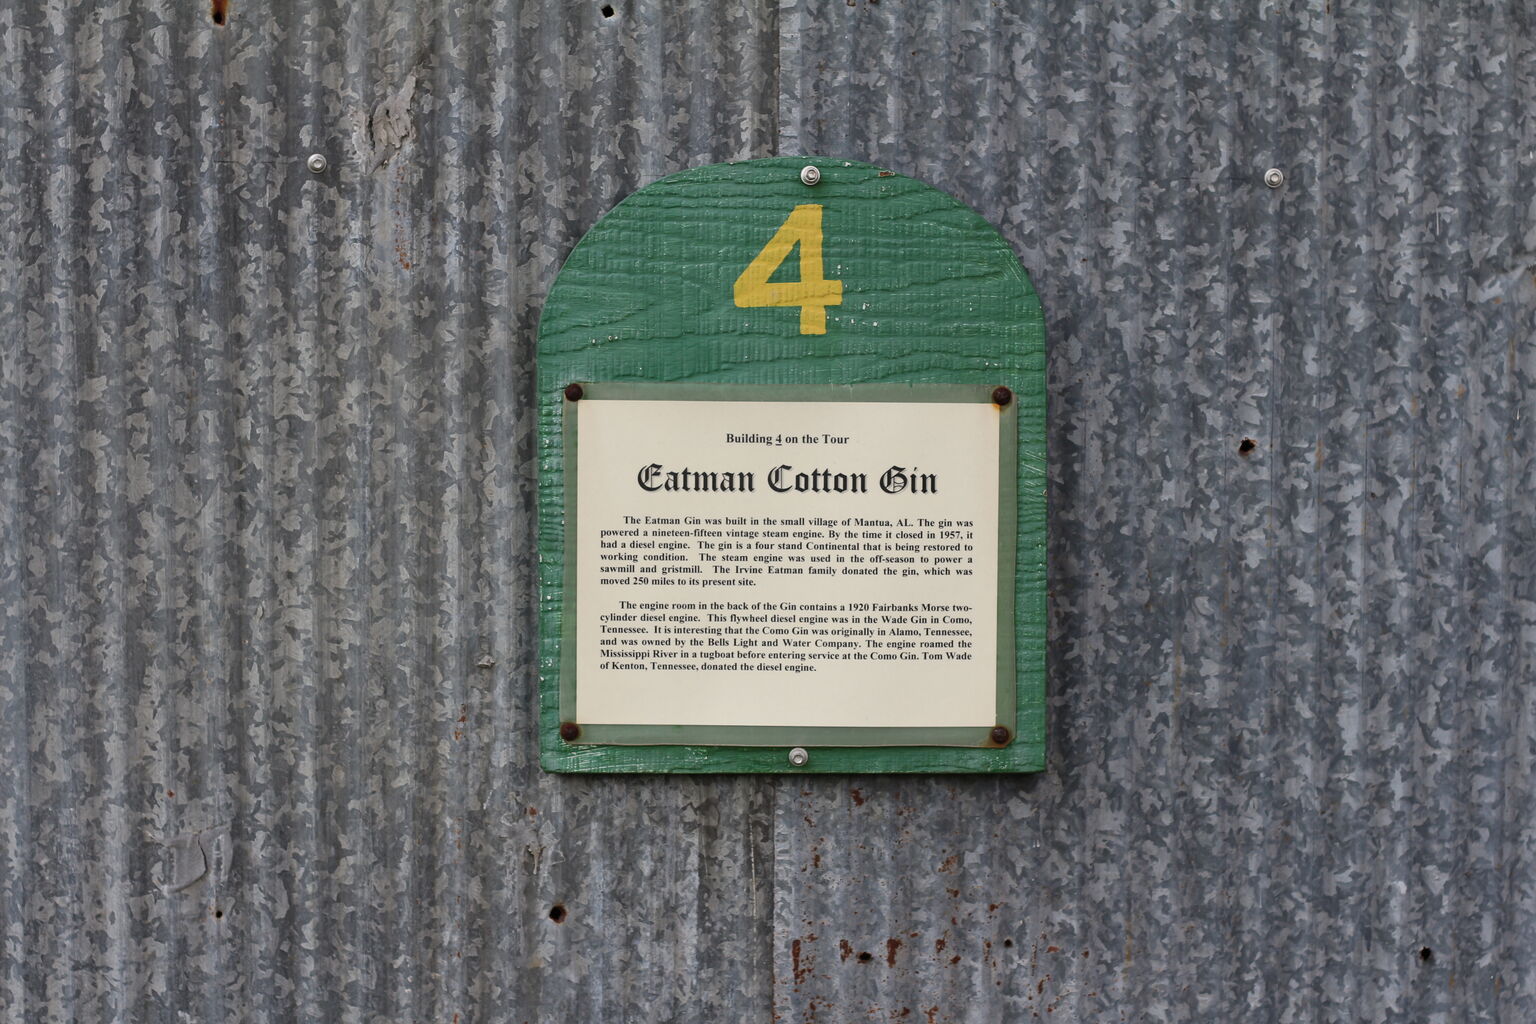 4
Building 4 on the Tour
Eatman Cotton Gin
The Eatman Gin was built in the small village of Mantua, AL. The gin was
powered a nineteen-fifteen vintage steam engine. By the time it closed in 1957, it
had a diesel engine. The gin is a four stand Continental that is being restored to
working condition. The steam engine was used in the off-season to power a
sawmill and gristmill. The Irvine Eatman family donated the gin, which was
moved 250 miles to its present site.
The engine room in the back of the Gin contains a 1920 Fairbanks Morse two-
cylinder diesel engine. This flywheel diesel engine was in the Wade Gin in Como,
Tennessee. It is interesting that the Como Gin was originally in Alamo, Tennessee,
and was owned by the Bells Light and Water Company. The engine roamed the
Mississippi River in a tugboat before entering service at the Como Gin. Tom Wade
of Kenton, Tennessee, donated the diesel engine.